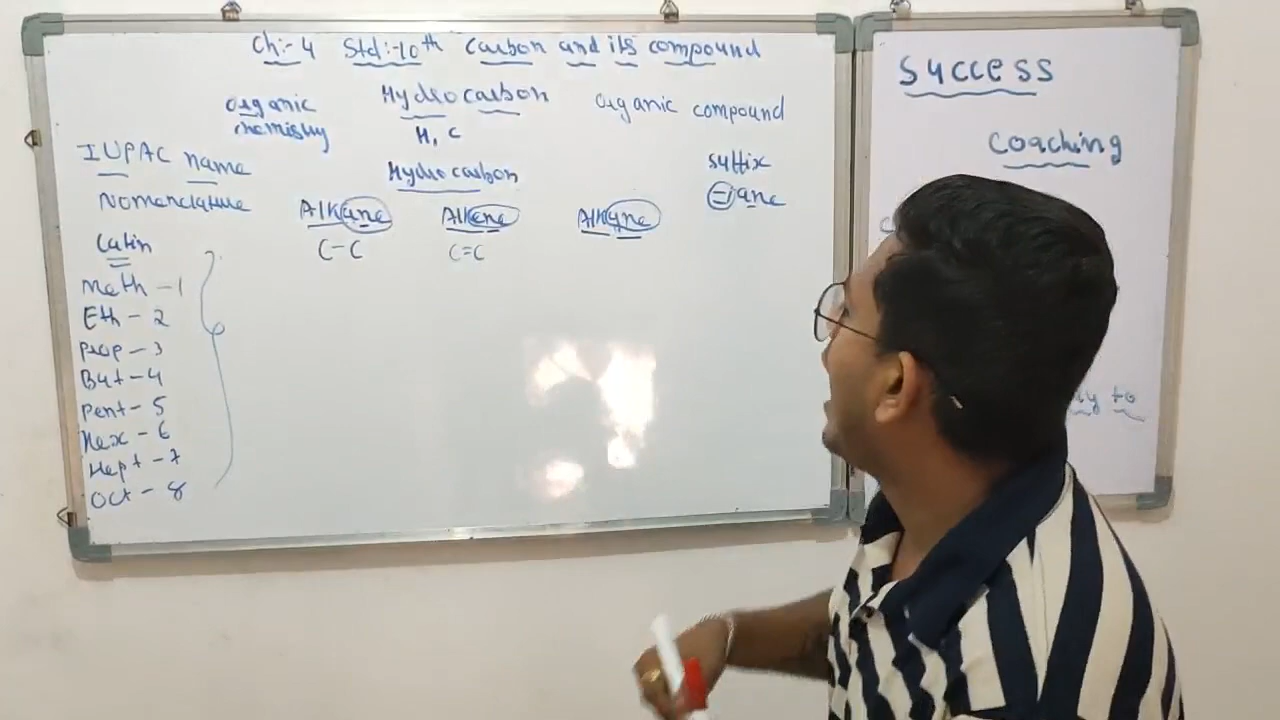 Ch:- 4 Std:-10th Carbon and its compound
Organic chemistry
Hydrocarbon
H, C
Organic compound
IUPAC name
Nomenclature
Hydrocarbon
Suffix
ane
Alkane Alkene Alkyne
C-C C=C
Latin
Meth - 1
Eth - 2
Prop - 3
But - 4
Pent - 5
Hex - 6
Hept - 7
Oct - 8
Success
Coaching
to